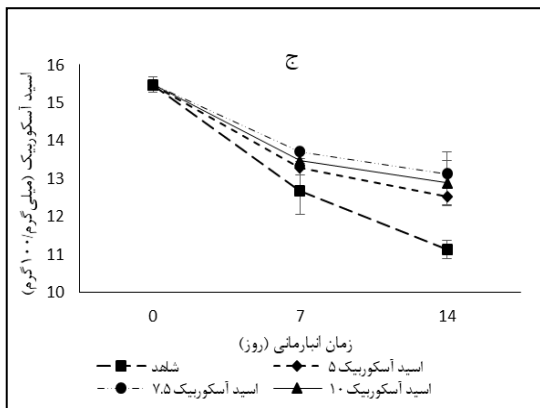 ج
اسید آسکوربیک (میلی گرم/۱۰۰ گرم)
16
15
14
13
12
11
10
0 7 14
زمان انبارمانی (روز)
شاهد اسید آسکوربیک ۵
اسید آسکوربیک ۷.۵ اسید آسکوربیک ۱۰